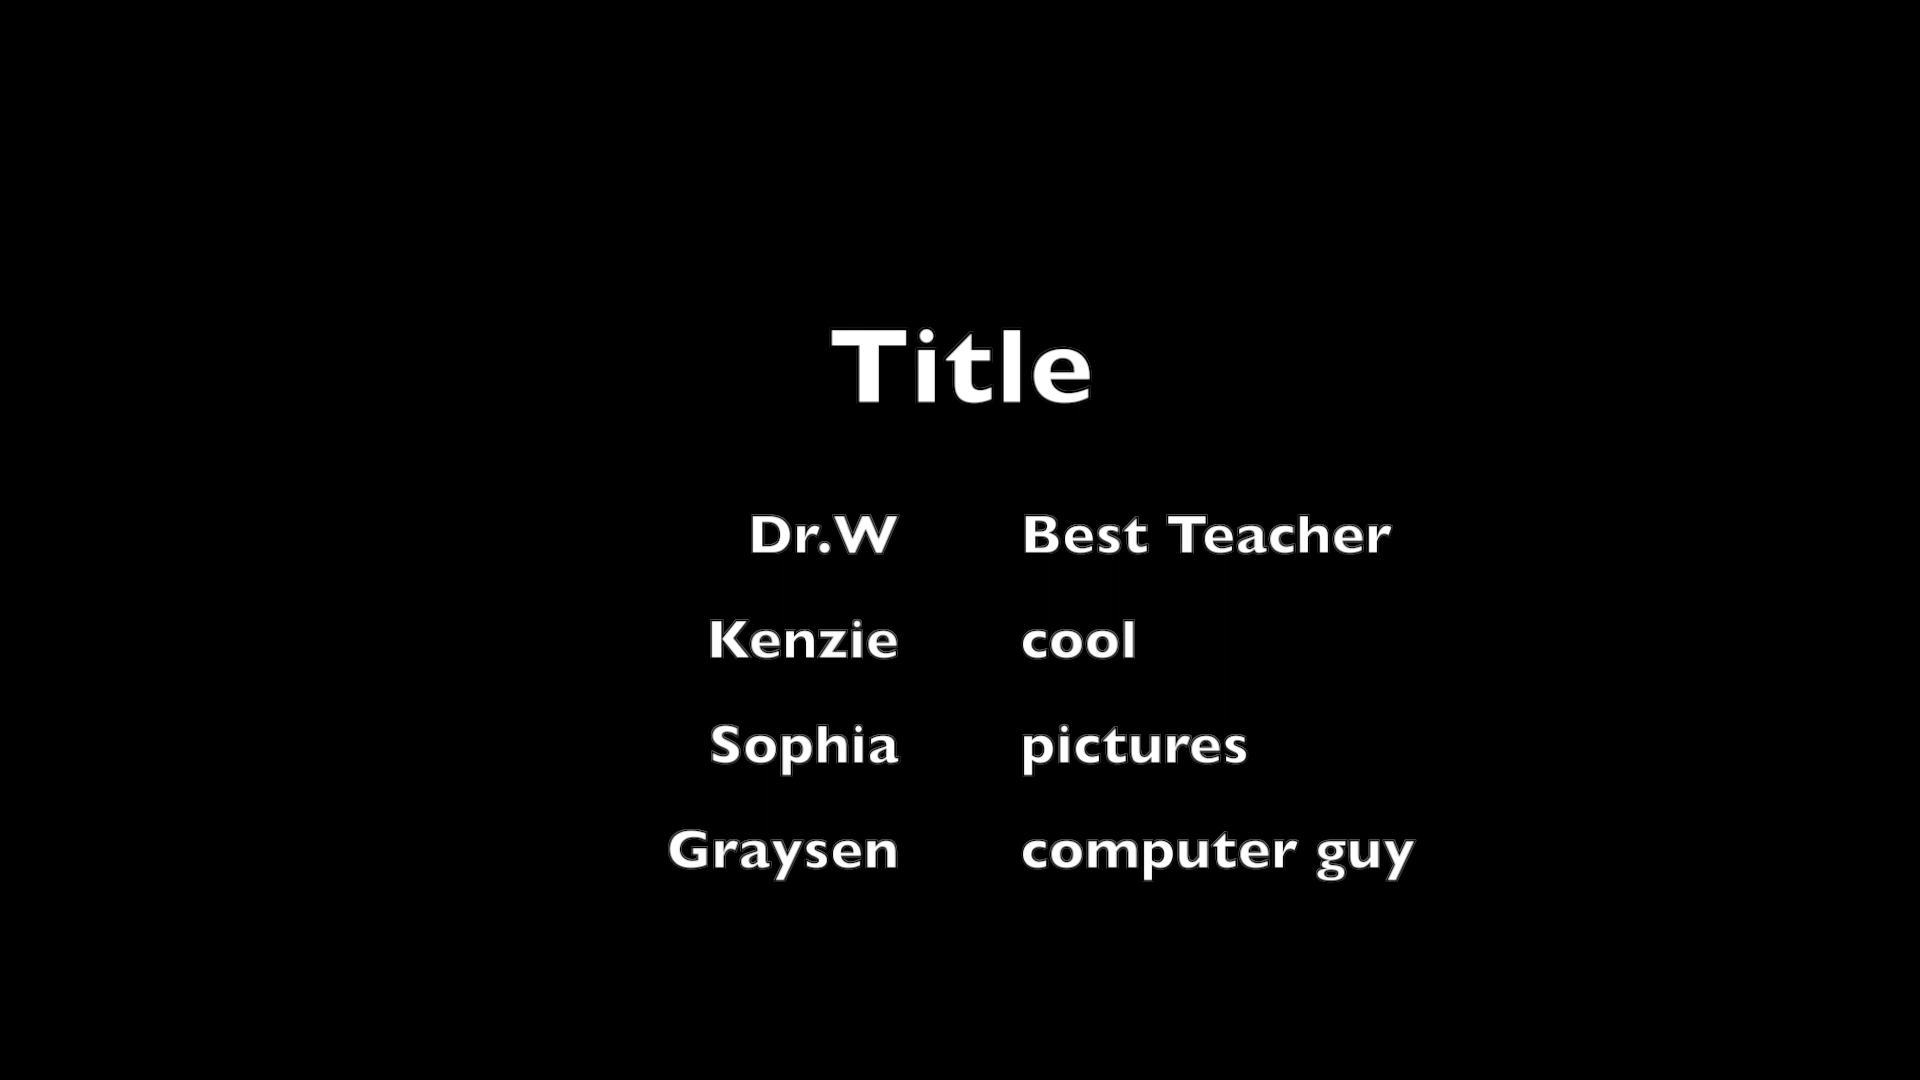 Title
Dr.W Best Teacher
Kenzie cool
Sophia pictures
Graysen computer guy